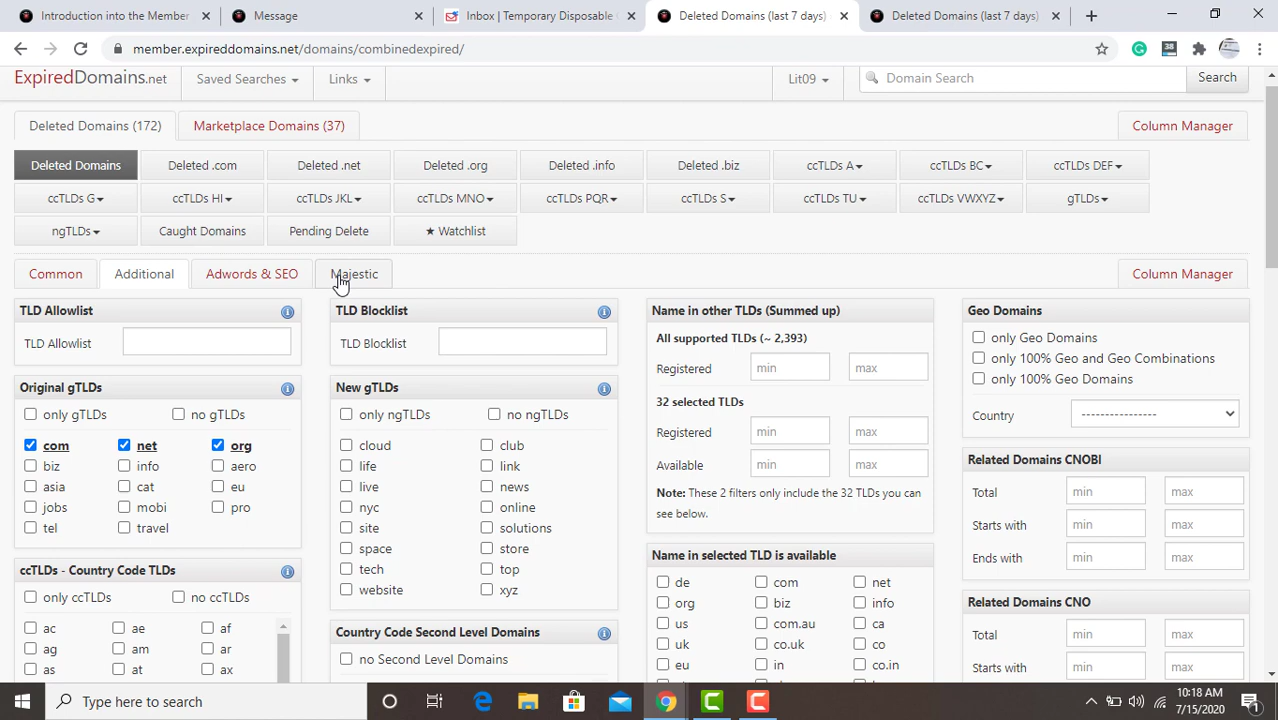 Introduction into the Member
Message
Inbox | Temporary Disposable
Deleted Domains (last 7 days)
Deleted Domains (last 7 days)
member.expireddomains.net/domains/combinedexpired/
38
ExpiredDomains.net
Saved Searches
Links
Lit09
Domain Search
Search
Deleted Domains (172)
Marketplace Domains (37)
Column Manager
Deleted Domains
Deleted .com
Deleted .net
Deleted .org
Deleted .info
Deleted .biz
ccTLDs A
ccTLDs BC
ccTLDs DEF
ccTLDs G
ccTLDs HI
ccTLDs JKL
ccTLDs MNO
ccTLDs PQR
ccTLDs S
ccTLDs TU
ccTLDs VWXYZ
gTLDs
ngTLDs
Caught Domains
Pending Delete
★ Watchlist
Common
Additional
Adwords & SEO
Majestic
Column Manager
TLD Allowlist
TLD Allowlist
Original gTLDs
only gTLDs
no gTLDs
com
net
org
biz
info
aero
asia
cat
eu
jobs
mobi
pro
tel
travel
ccTLDs - Country Code TLDs
only ccTLDs
no ccTLDs
ac
ae
af
ag
am
ar
as
at
ax
TLD Blocklist
TLD Blocklist
New gTLDs
only ngTLDs
no ngTLDs
cloud
club
life
link
live
news
nyc
online
site
solutions
space
store
tech
top
website
xyz
Country Code Second Level Domains
no Second Level Domains
Name in other TLDs (Summed up)
All supported TLDs (~ 2,393)
Registered
min
max
32 selected TLDs
Registered
min
max
Available
min
max
Note: These 2 filters only include the 32 TLDs you can
see below.
Name in selected TLD is available
de
com
net
org
biz
info
us
com.au
ca
uk
co.uk
co
eu
in
co.in
Geo Domains
only Geo Domains
only 100% Geo and Geo Combinations
only 100% Geo Domains
Country
----------------
Related Domains CNOBI
Total
min
max
Starts with
min
max
Ends with
min
max
Related Domains CNO
Total
min
max
Starts with
min
max
Type here to search
10:18 AM
7/15/2020
1